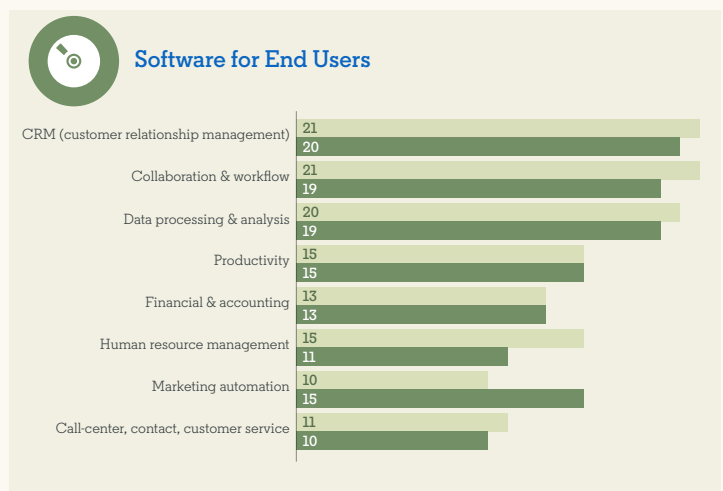 Software for End Users
CRM (customer relationship management)
21
20
Collaboration & workflow
21
19
Data processing & analysis
20
19
Productivity
15
15
Financial & accounting
13
13
Human resource management
15
11
Marketing automation
10
15
Call-center, contact, customer service
11
10